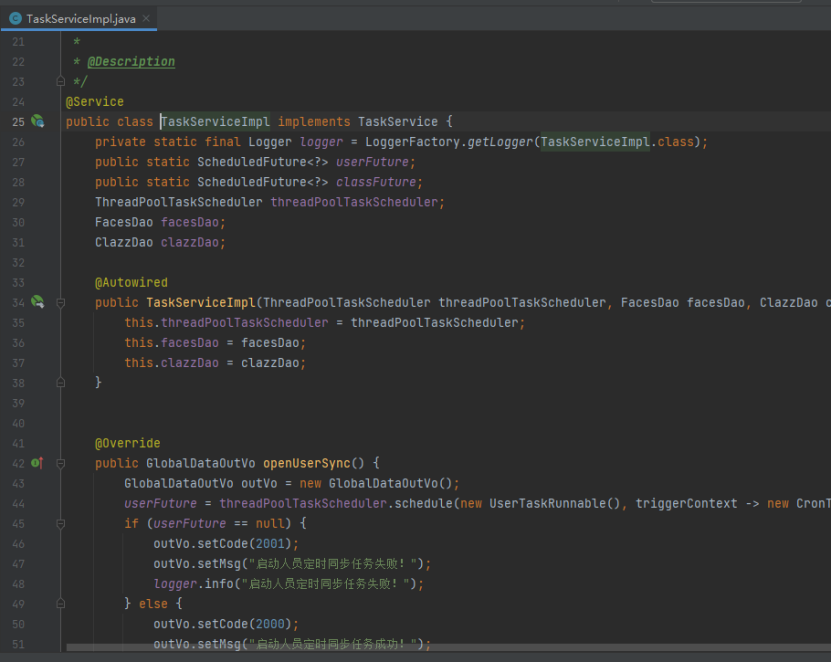 TaskServiceImpl.java
21 *
22 * @Description
23 */
24 @Service
25 public class TaskServiceImpl implements TaskService {
26 private static final Logger logger = LoggerFactory.getLogger(TaskServiceImpl.class);
27 public static ScheduledFuture<?> userFuture;
28 public static ScheduledFuture<?> classFuture;
29 ThreadPoolTaskScheduler threadPoolTaskScheduler;
30 FacesDao facesDao;
31 ClazzDao clazzDao;
32
33 @Autowired
34 public TaskServiceImpl(ThreadPoolTaskScheduler threadPoolTaskScheduler, FacesDao facesDao, ClazzDao c
35 this.threadPoolTaskScheduler = threadPoolTaskScheduler;
36 this.facesDao = facesDao;
37 this.clazzDao = clazzDao;
38 }
39
40
41 @Override
42 public GlobalDataOutVo openUserSync() {
43 GlobalDataOutVo outVo = new GlobalDataOutVo();
44 userFuture = threadPoolTaskScheduler.schedule(new UserTaskRunnable(), triggerContext -> new CronT
45 if (userFuture == null) {
46 outVo.setCode(2001);
47 outVo.setMsg("启动人员定时同步任务失败！");
48 logger.info("启动人员定时同步任务失败！");
49 } else {
50 outVo.setCode(2000);
51 outVo.setMsg("启动人员定时同步任务成功！");